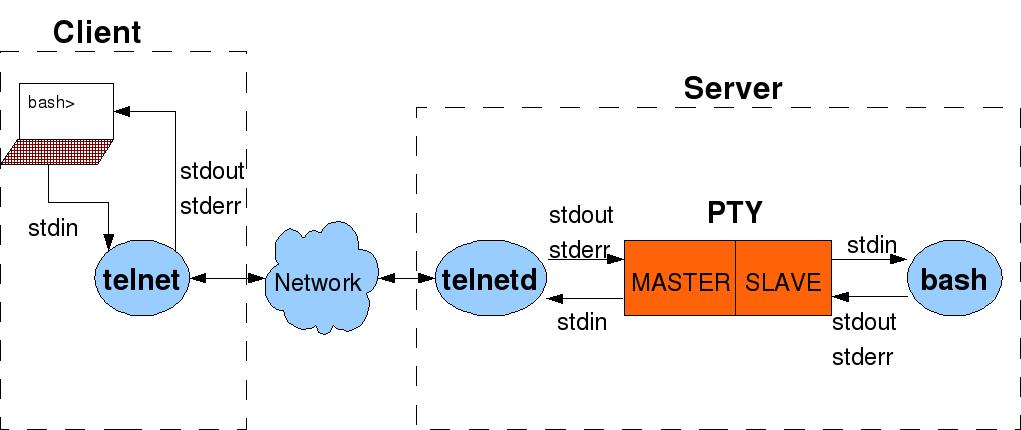 Client
bash>
stdout
stderr
stdin
telnet
Network
Server
telnetd
stdout
stderr
stdin
PTY
MASTER
SLAVE
stdin
stdout
stderr
bash